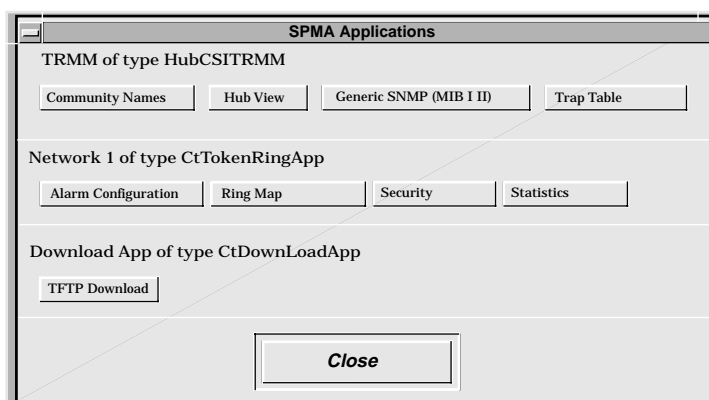 SPMA Applications
TRMM of type HubCSITRMM
Community Names Hub View Generic SNMP (MIB I II) Trap Table
Network 1 of type CtTokenRingApp
Alarm Configuration Ring Map Security Statistics
Download App of type CtDownLoadApp
TFTP Download
Close